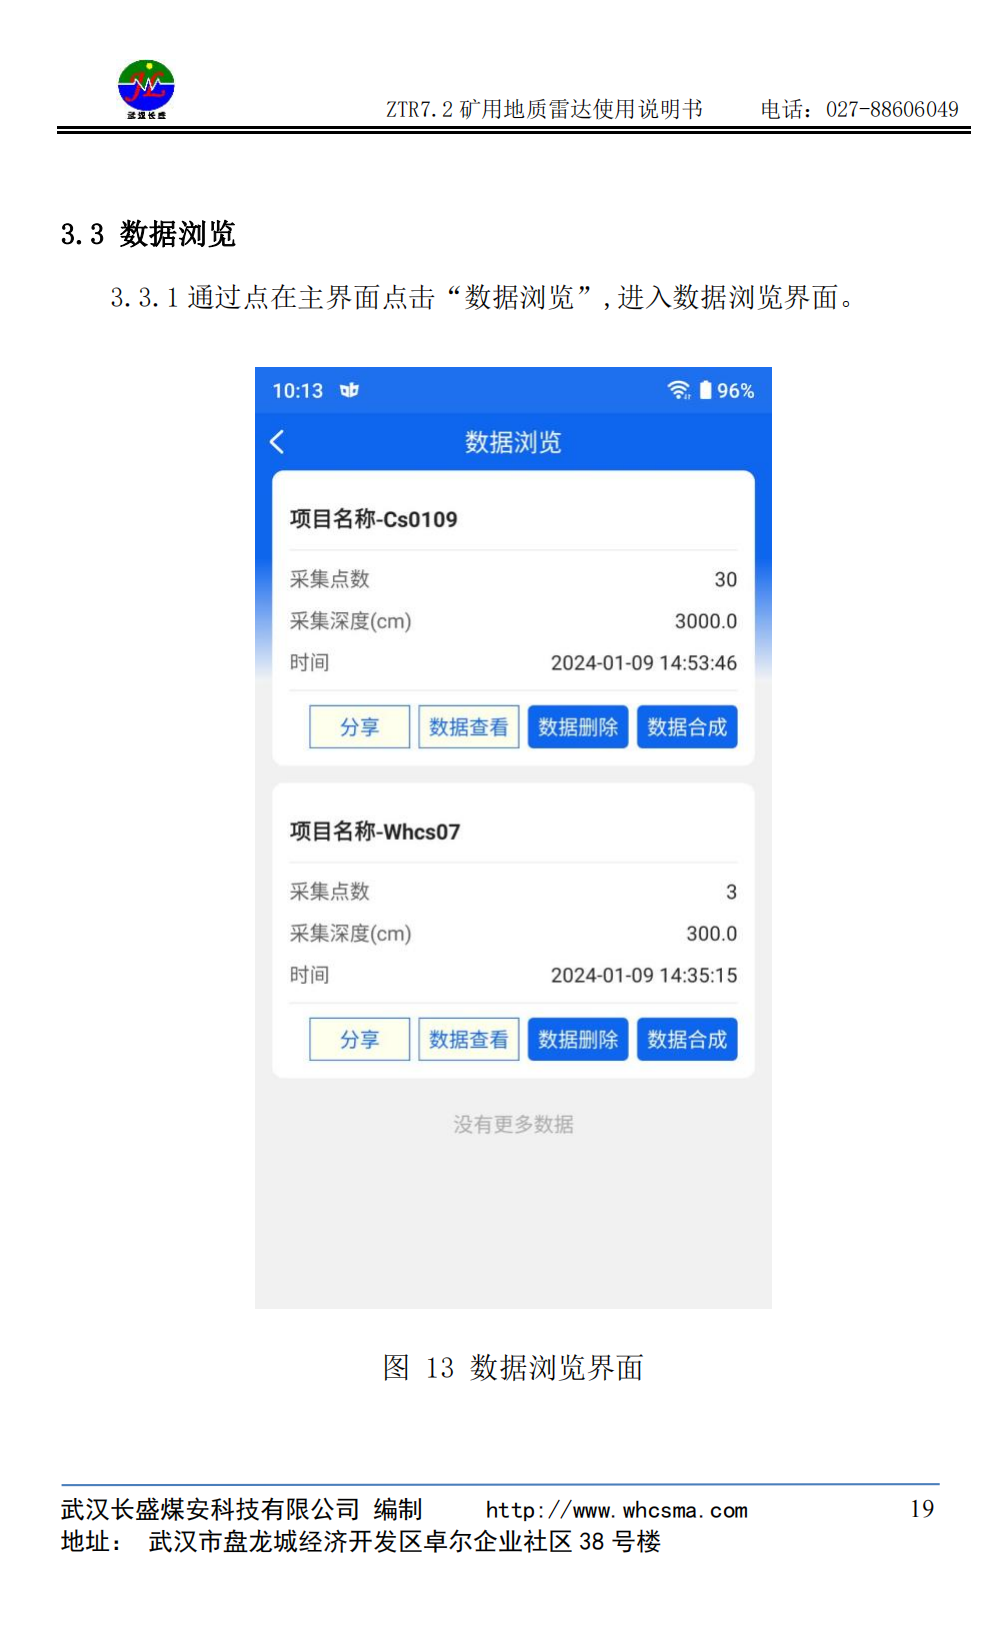 武汉长盛
ZTR7.2 矿用地质雷达使用说明书 电话：027-88606049
3.3 数据浏览
3.3.1 通过点在主界面点击“数据浏览”,进入数据浏览界面。
10:13 96%
数据浏览
项目名称-Cs0109
采集点数 30
采集深度(cm) 3000.0
时间 2024-01-09 14:53:46
分享 数据查看 数据删除 数据合成
项目名称-Whcs07
采集点数 3
采集深度(cm) 300.0
时间 2024-01-09 14:35:15
分享 数据查看 数据删除 数据合成
没有更多数据
图 13 数据浏览界面
武汉长盛煤安科技有限公司 编制 http://www.whcsma.com 19
地址： 武汉市盘龙城经济开发区卓尔企业社区 38 号楼